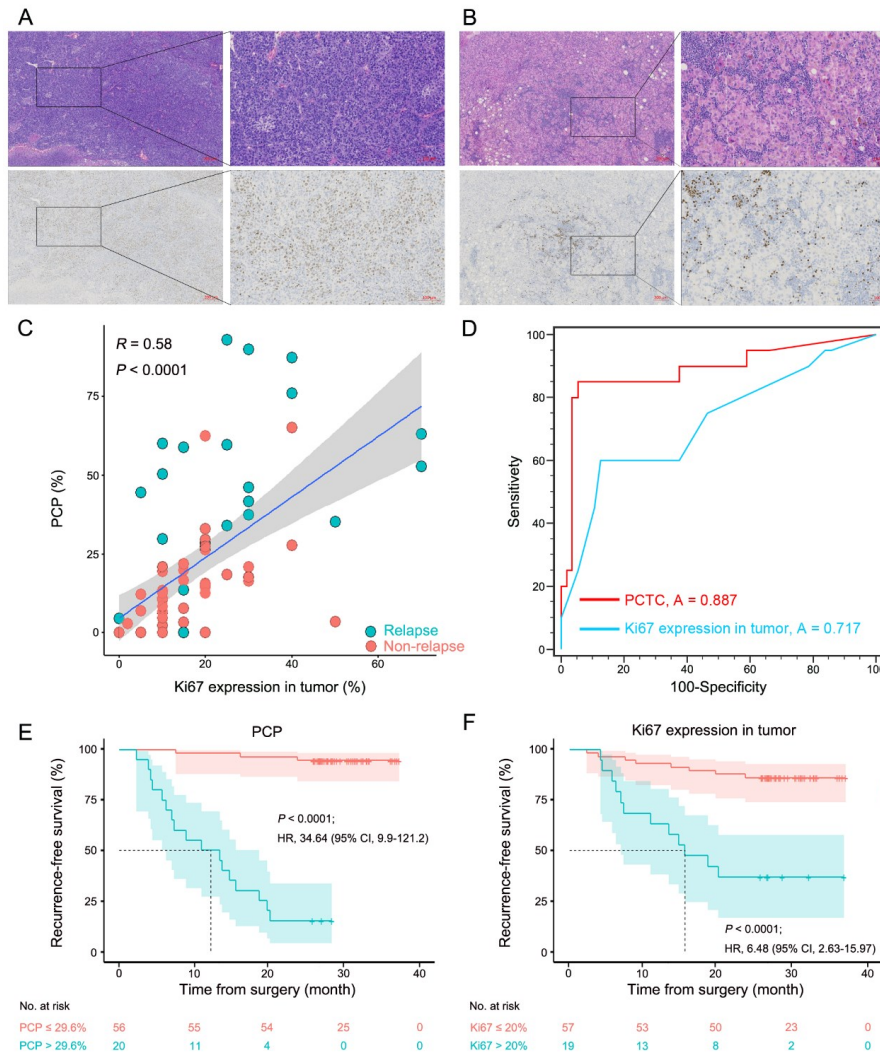 A
B
C
R = 0.58
P < 0.0001
75
50
25
0
PCP (%)
0
20
40
60
Ki67 expression in tumor (%)
Relapse
Non-relapse
D
100
80
60
40
20
0
Sensitivety
0
20
40
60
80
100
100-Specificity
PCTC, A = 0.887
Ki67 expression in tumor, A = 0.717
E
PCP
100
75
50
25
0
Recurrence-free survival (%)
P < 0.0001;
HR, 34.64 (95% CI, 9.9-121.2)
0
10
20
30
40
Time from surgery (month)
No. at risk
PCP ≤ 29.6% 56 55 54 25 0
PCP > 29.6% 20 11 4 0 0
F
Ki67 expression in tumor
100
75
50
25
0
Recurrence-free survival (%)
P < 0.0001;
HR, 6.48 (95% CI, 2.63-15.97)
0
10
20
30
40
Time from surgery (month)
No. at risk
Ki67 ≤ 20% 57 53 50 23 0
Ki67 > 20% 19 13 8 2 0